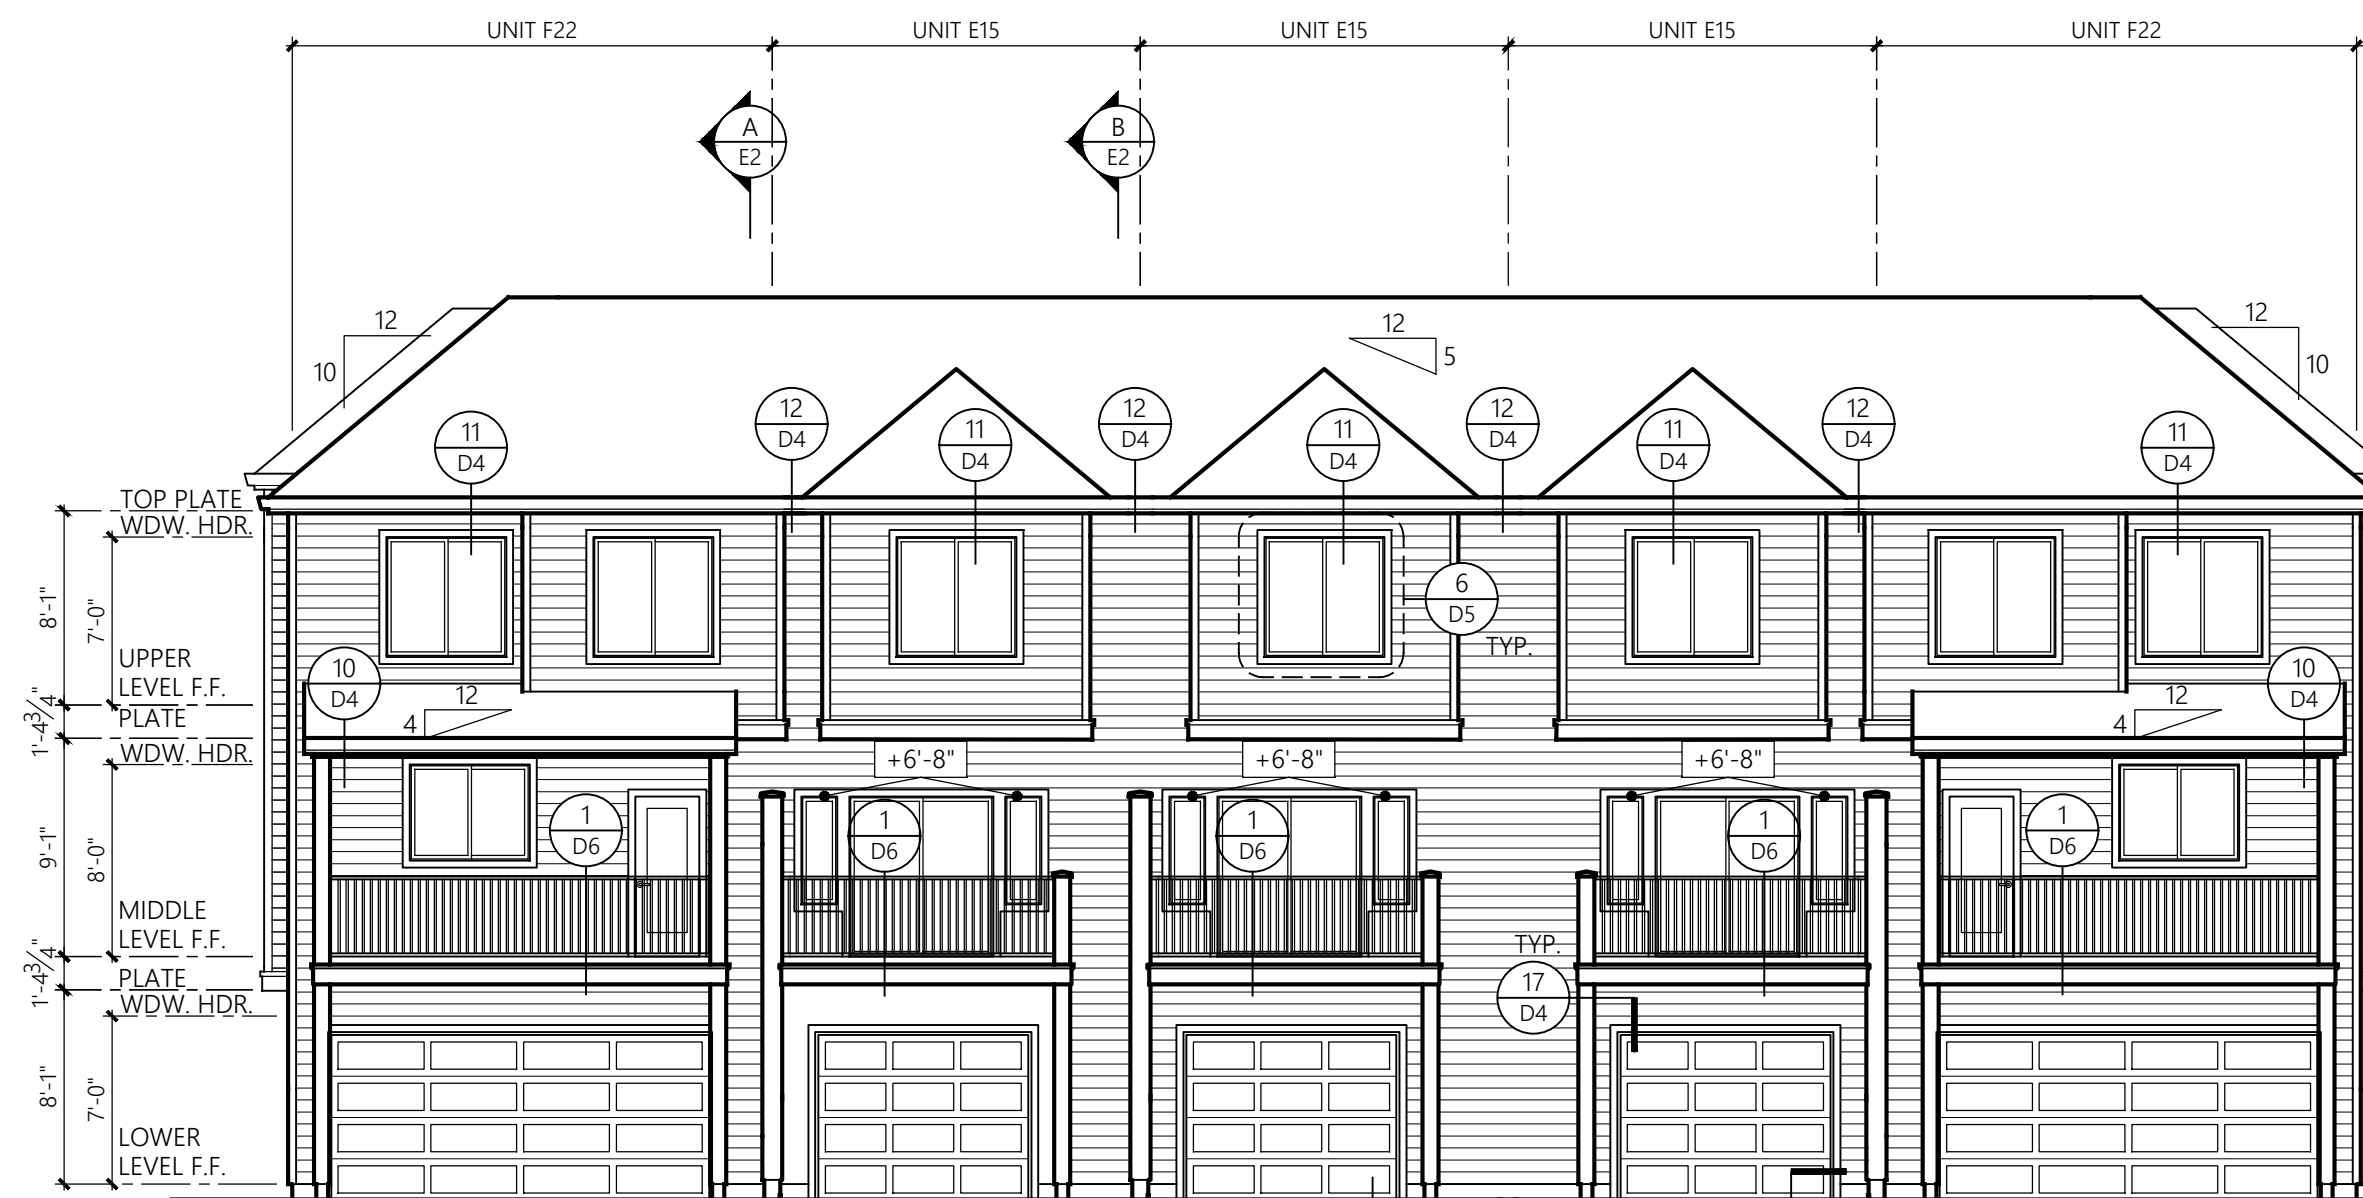 UNIT F22
UNIT E15
UNIT E15
UNIT E15
UNIT F22
A
E2
B
E2
12
10
12
5
12
10
11
D4
12
D4
11
D4
12
D4
11
D4
12
D4
11
D4
12
D4
11
D4
TOP PLATE
WDW. HDR.
8'-1"
7'-0"
6
D5
TYP.
UPPER
LEVEL F.F.
10
D4
12
4
10
D4
12
4
1'-4 3/4"
PLATE
WDW. HDR.
+6'-8"
+6'-8"
+6'-8"
9'-1"
8'-0"
1
D6
1
D6
1
D6
1
D6
1
D6
MIDDLE
LEVEL F.F.
TYP.
17
D4
1'-4 3/4"
PLATE
WDW. HDR.
8'-1"
7'-0"
LOWER
LEVEL F.F.